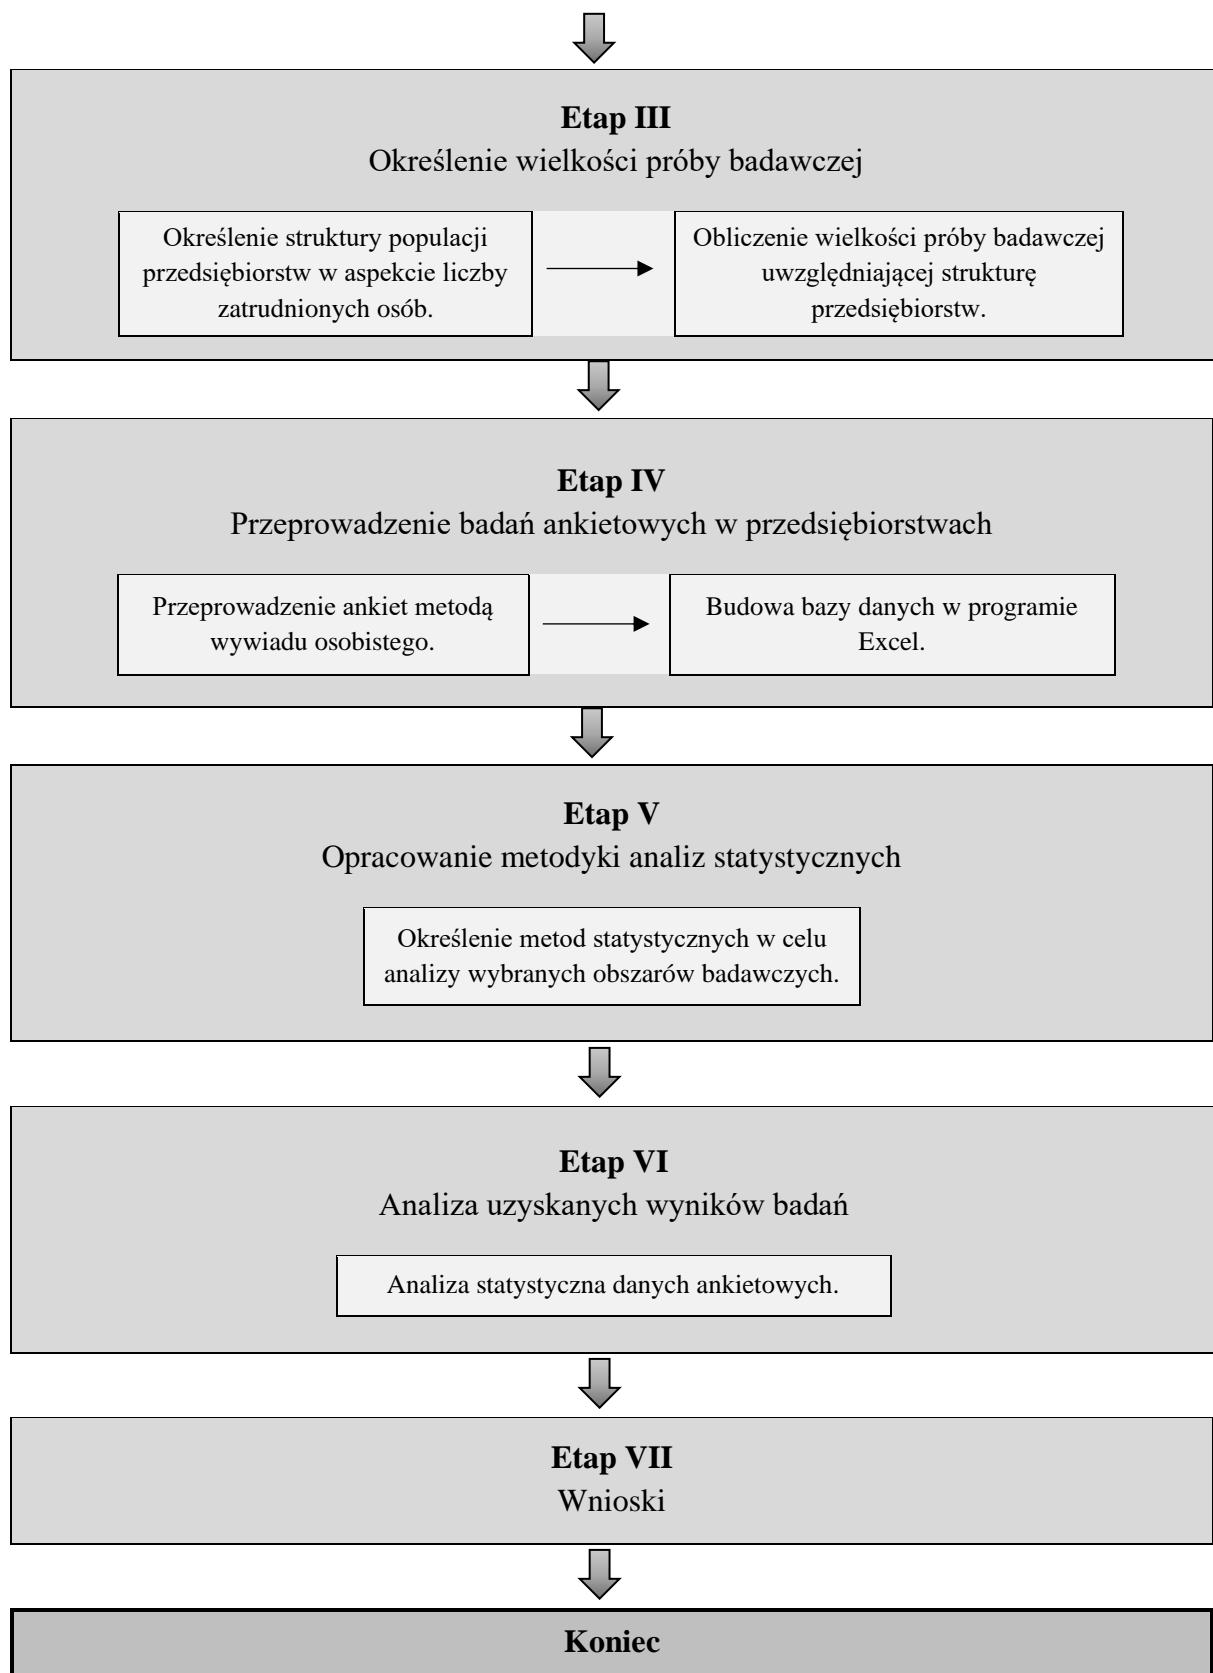 Etap III
Określenie wielkości próby badawczej
Określenie struktury populacji
przedsiębiorstw w aspekcie liczby
zatrudnionych osób.
Obliczenie wielkości próby badawczej
uwzględniającej strukturę
przedsiębiorstw.
Etap IV
Przeprowadzenie badań ankietowych w przedsiębiorstwach
Przeprowadzenie ankiet metodą
wywiadu osobistego.
Budowa bazy danych w programie
Excel.
Etap V
Opracowanie metodyki analiz statystycznych
Określenie metod statystycznych w celu
analizy wybranych obszarów badawczych.
Etap VI
Analiza uzyskanych wyników badań
Analiza statystyczna danych ankietowych.
Etap VII
Wnioski
Koniec